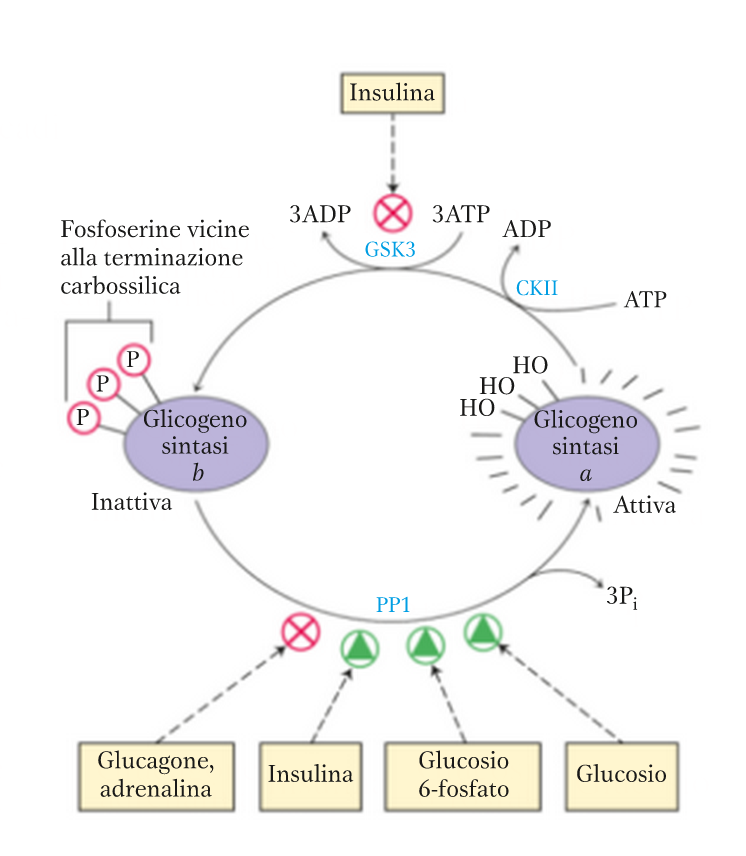 Insulina
3ADP
3ATP
GSK3
ADP
CKII
ATP
Fosfoserine vicine
alla terminazione
carbossilica
P
P
P
HO
HO
HO
Glicogeno
sintasi
b
Inattiva
Glicogeno
sintasi
a
Attiva
PP1
3Pi
Glucagone,
adrenalina
Insulina
Glucosio
6-fosfato
Glucosio